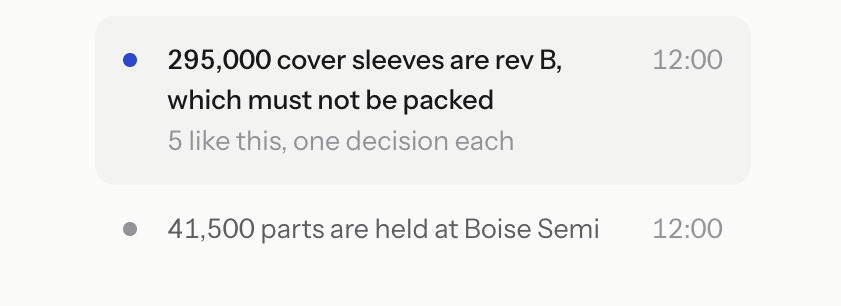 295,000 cover sleeves are rev B, 12:00
which must not be packed
5 like this, one decision each
41,500 parts are held at Boise Semi 12:00